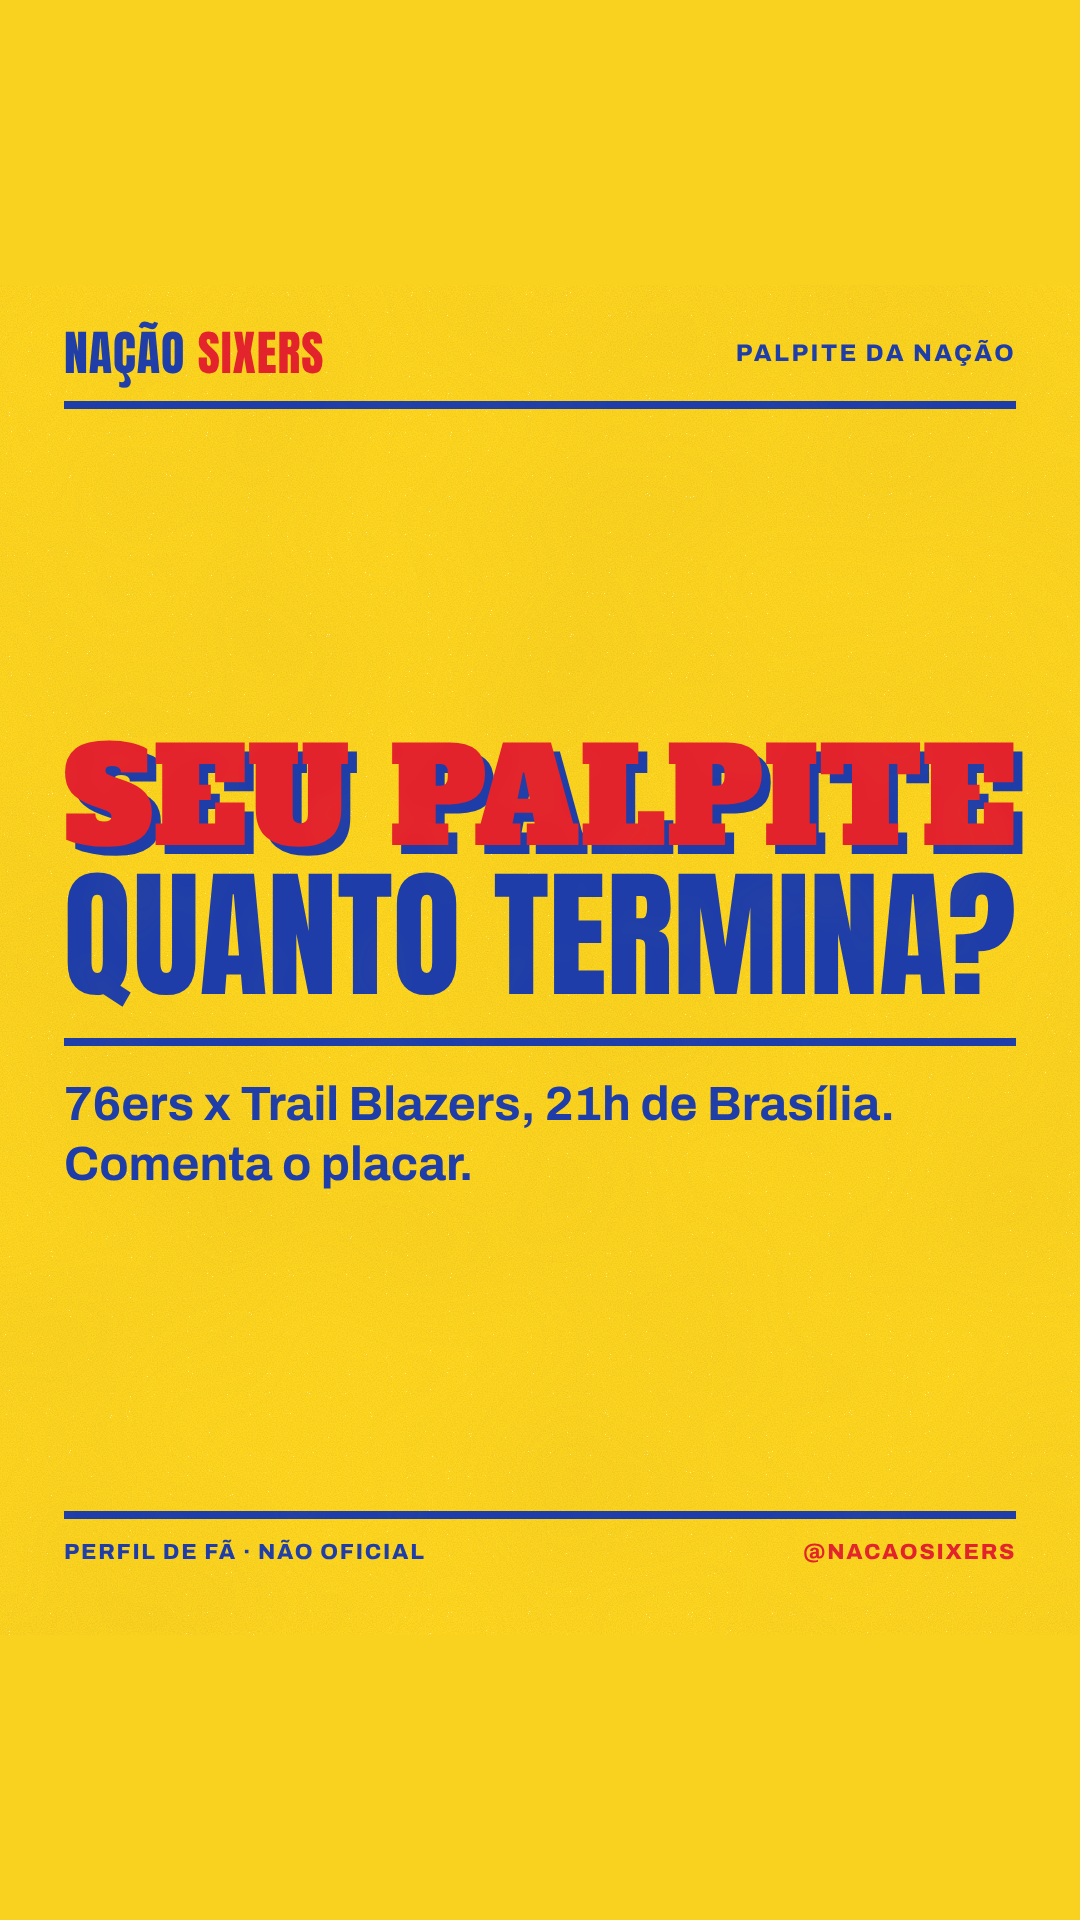 NAÇÃO SIXERS
PALPITE DA NAÇÃO
SEU PALPITE
QUANTO TERMINA?
76ers x Trail Blazers, 21h de Brasília.
Comenta o placar.
PERFIL DE FÃ · NÃO OFICIAL
@NACAOSIXERS